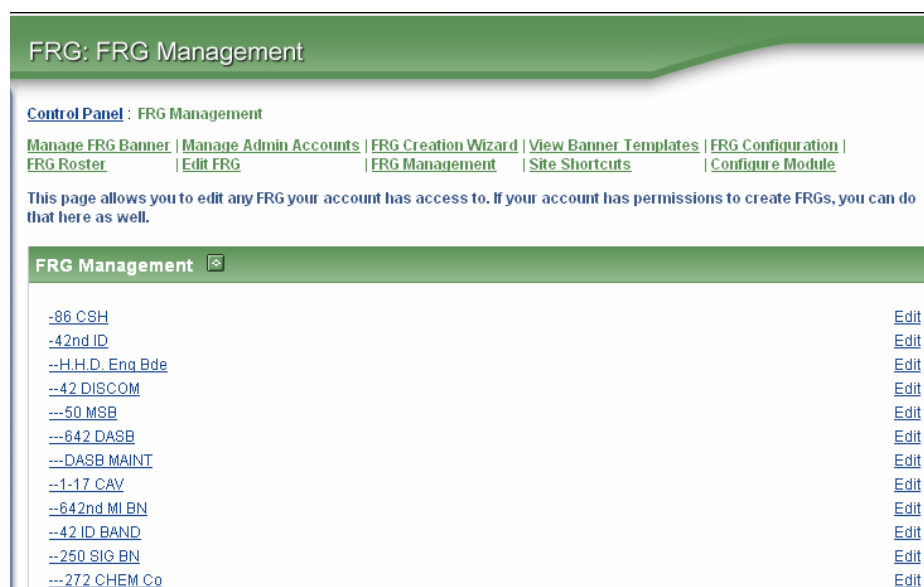 FRG: FRG Management
Control Panel : FRG Management
Manage FRG Banner | Manage Admin Accounts | FRG Creation Wizard | View Banner Templates | FRG Configuration |
FRG Roster | Edit FRG | FRG Management | Site Shortcuts | Configure Module
This page allows you to edit any FRG your account has access to. If your account has permissions to create FRGs, you can do
that here as well.
FRG Management
-86 CSH Edit
-42nd ID Edit
--H.H.D. Eng Bde Edit
--42 DISCOM Edit
---50 MSB Edit
---642 DASB Edit
---DASB MAINT Edit
--1-17 CAV Edit
--642nd MI BN Edit
--42 ID BAND Edit
--250 SIG BN Edit
---272 CHEM Co Edit